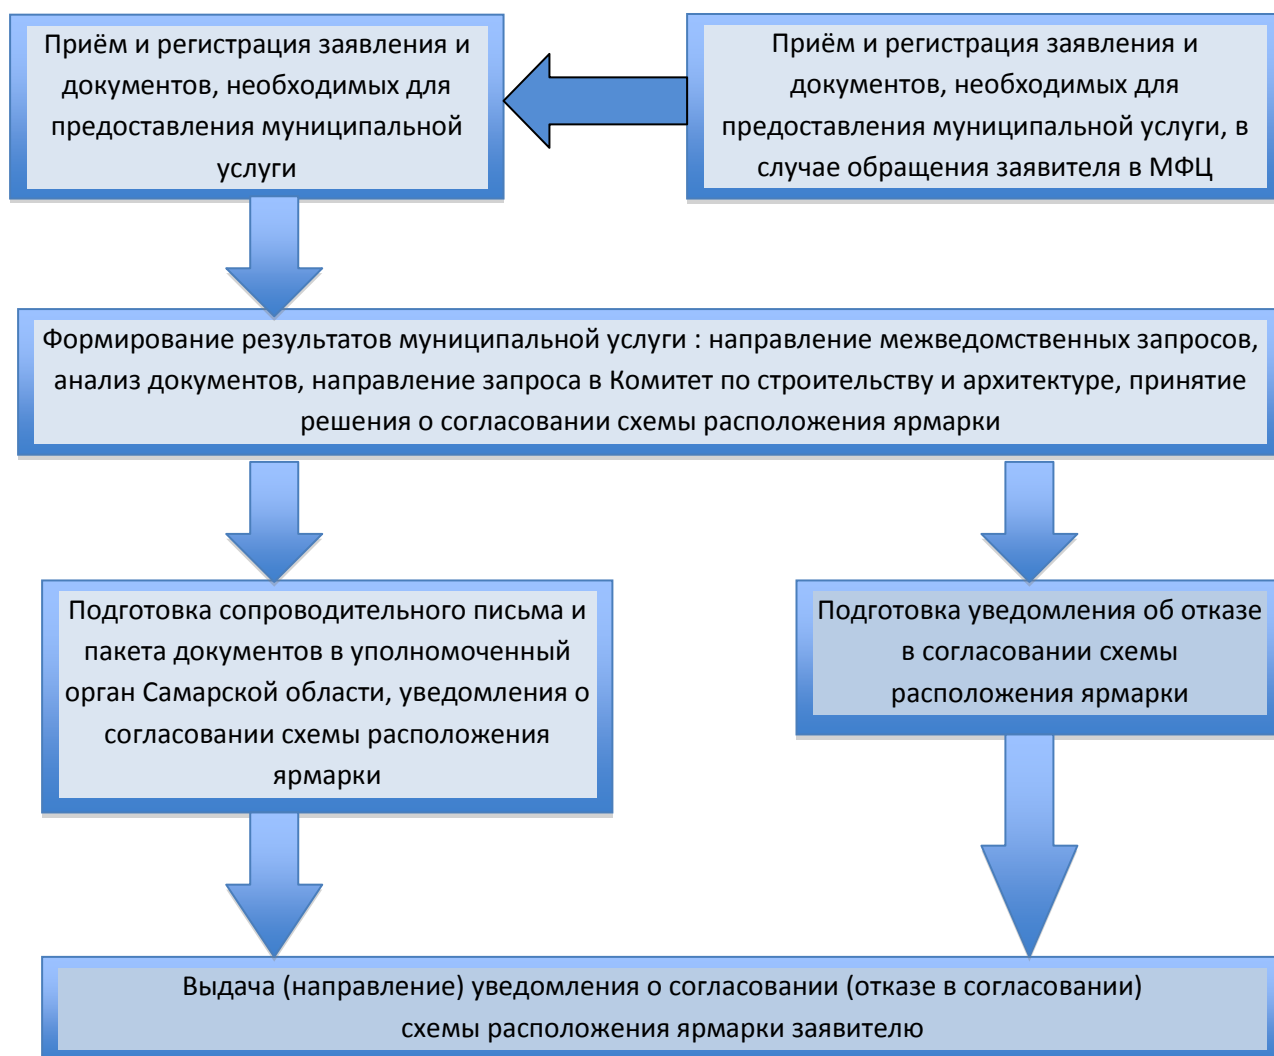 Приём и регистрация заявления и
документов, необходимых для
предоставления муниципальной
услуги
Приём и регистрация заявления и
документов, необходимых для
предоставления муниципальной услуги, в
случае обращения заявителя в МФЦ
Формирование результатов муниципальной услуги : направление межведомственных запросов,
анализ документов, направление запроса в Комитет по строительству и архитектуре, принятие
решения о согласовании схемы расположения ярмарки
Подготовка сопроводительного письма и
пакета документов в уполномоченный
орган Самарской области, уведомления о
согласовании схемы расположения
ярмарки
Подготовка уведомления об отказе
в согласовании схемы
расположения ярмарки
Выдача (направление) уведомления о согласовании (отказе в согласовании)
схемы расположения ярмарки заявителю